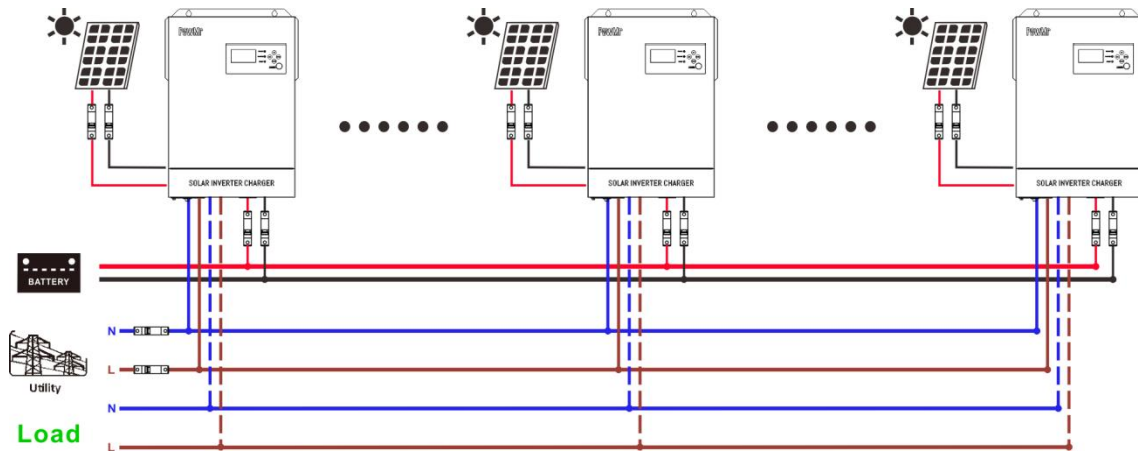 PowMr
PowMr
PowMr
SOLAR INVERTER CHARGER
SOLAR INVERTER CHARGER
SOLAR INVERTER CHARGER
BATTERY
N
L
Utility
N
Load
L